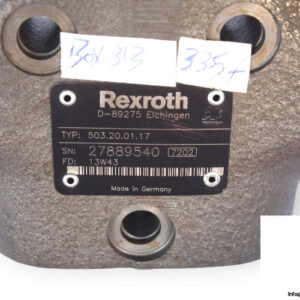 Box 313
335,-
Rexroth
D-89275 Elchingen
TYP: 503.20.01.17
SN: 27889540 7202
FD: 13W43
Made in Germany